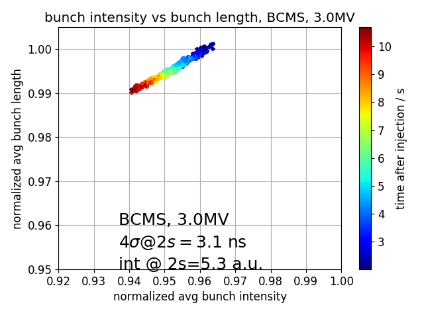 bunch intensity vs bunch length, BCMS, 3.0MV
normalized avg bunch length
1.00
0.99
0.98
0.97
0.96
0.95
BCMS, 3.0MV
4σ@2s = 3.1 ns
int @ 2s=5.3 a.u.
0.92 0.93 0.94 0.95 0.96 0.97 0.98 0.99 1.00
normalized avg bunch intensity
10
9
8
7
6
5
4
3
time after injection / s